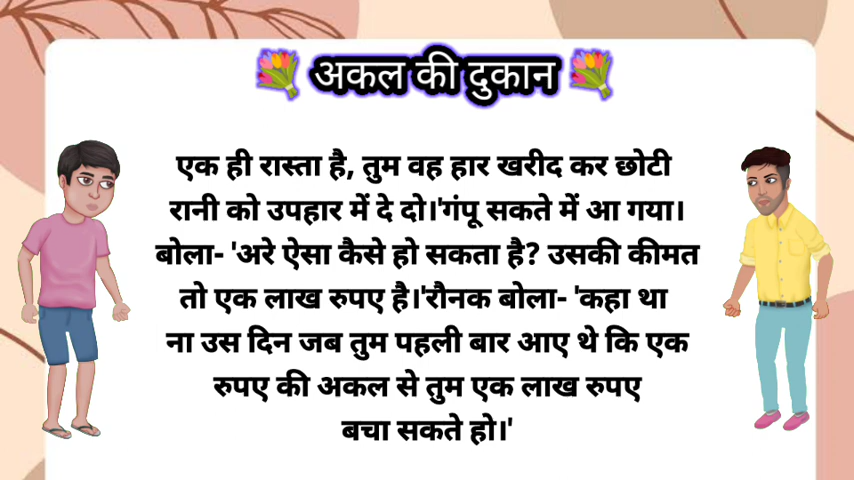 💐 अकल की दुकान 💐
एक ही रास्ता है, तुम वह हार खरीद कर छोटी
रानी को उपहार में दे दो।'गंपू सकते में आ गया।
बोला- 'अरे ऐसा कैसे हो सकता है? उसकी कीमत
तो एक लाख रुपए है।'रौनक बोला- 'कहा था
ना उस दिन जब तुम पहली बार आए थे कि एक
रुपए की अकल से तुम एक लाख रुपए
बचा सकते हो।'